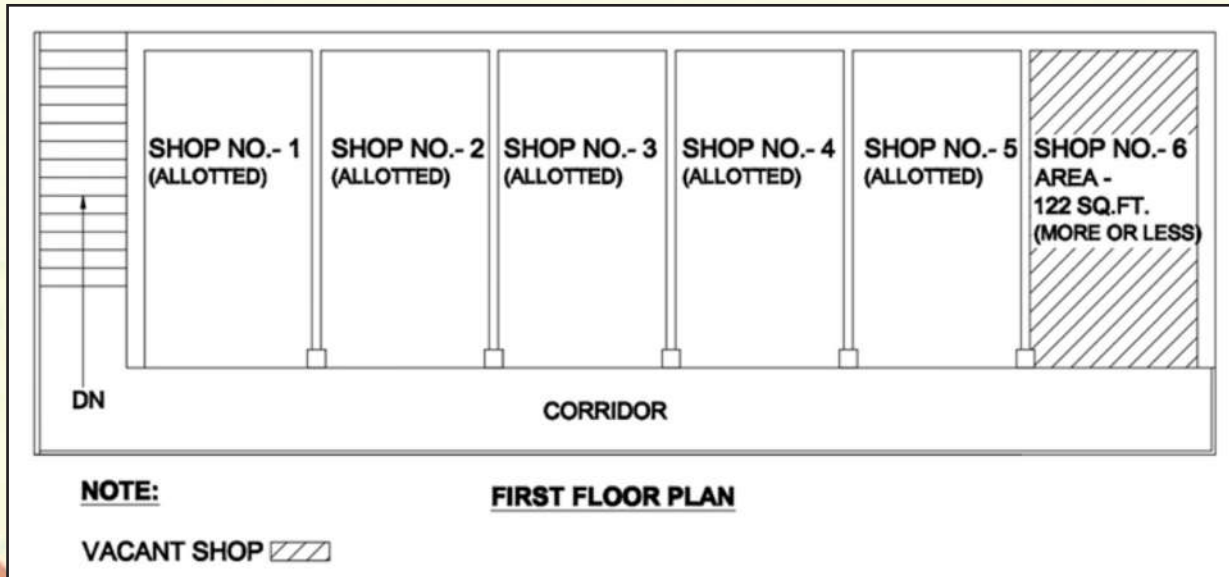 SHOP NO.- 1
(ALLOTTED)
SHOP NO.- 2
(ALLOTTED)
SHOP NO.- 3
(ALLOTTED)
SHOP NO.- 4
(ALLOTTED)
SHOP NO.- 5
(ALLOTTED)
SHOP NO.- 6
AREA -
122 SQ.FT.
(MORE OR LESS)
DN
CORRIDOR
NOTE:
FIRST FLOOR PLAN
VACANT SHOP